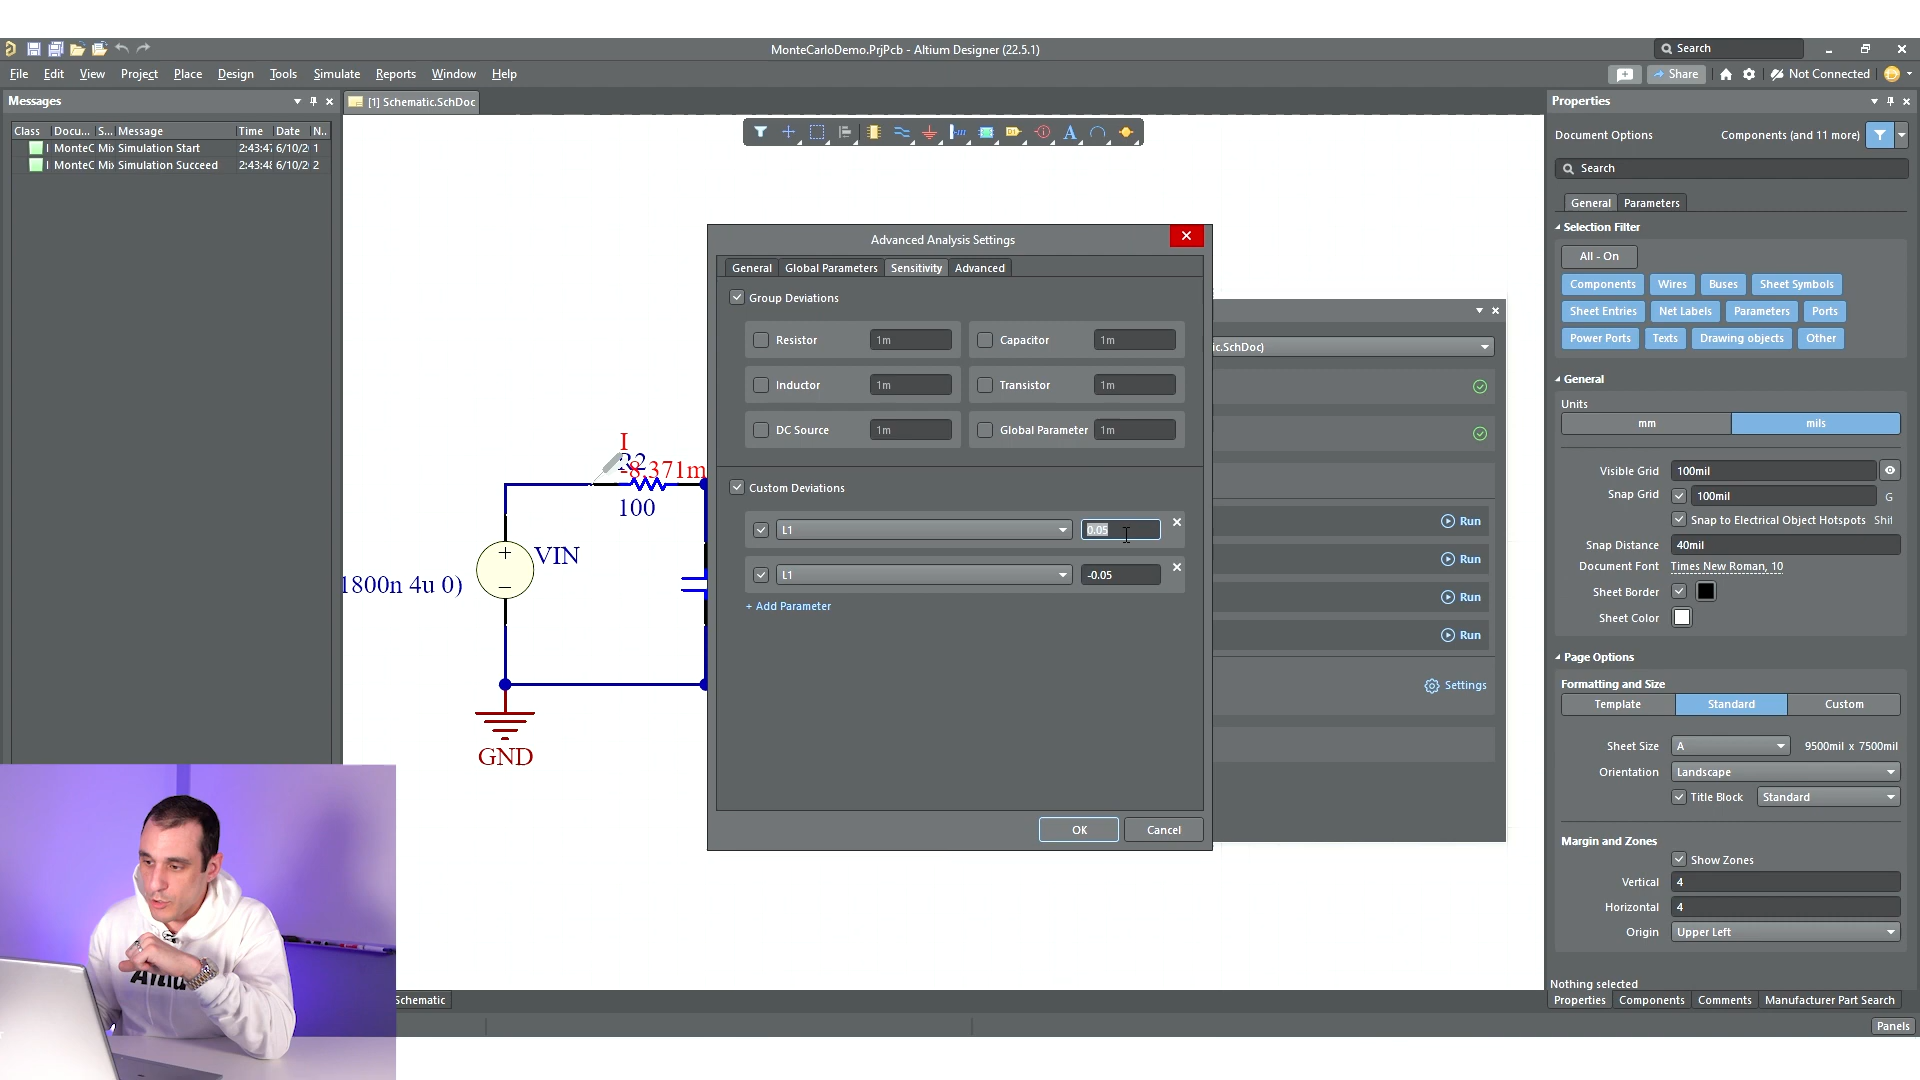 MonteCarloDemo.PrjPcb - Altium Designer (22.5.1)
Search
File Edit View Project Place Design Tools Simulate Reports Window Help
Share
Not Connected
Messages
[1] Schematic.SchDoc
Class Docu... S... Message Time Date N..
I MonteC Mix Simulation Start 2:43:47 6/10/2 1
I MonteC Mix Simulation Succeed 2:43:48 6/10/2 2
Advanced Analysis Settings
General Global Parameters Sensitivity Advanced
Group Deviations
Resistor 1m Capacitor 1m
Inductor 1m Transistor 1m
DC Source 1m Global Parameter 1m
Custom Deviations
L1 0.05
L1 -0.05
+ Add Parameter
OK Cancel
ic.SchDoc)
Run
Run
Run
Run
Settings
I
R2
-8.371m
100
VIN
1800n 4u 0)
GND
Schematic
Properties
Document Options Components (and 11 more)
Search
General Parameters
Selection Filter
All - On
Components Wires Buses Sheet Symbols
Sheet Entries Net Labels Parameters Ports
Power Ports Texts Drawing objects Other
General
Units
mm mils
Visible Grid 100mil
Snap Grid 100mil G
Snap to Electrical Object Hotspots Shif
Snap Distance 40mil
Document Font Times New Roman, 10
Sheet Border
Sheet Color
Page Options
Formatting and Size
Template Standard Custom
Sheet Size A 9500mil x 7500mil
Orientation Landscape
Title Block Standard
Margin and Zones
Show Zones
Vertical 4
Horizontal 4
Origin Upper Left
Nothing selected
Properties Components Comments Manufacturer Part Search
Panels